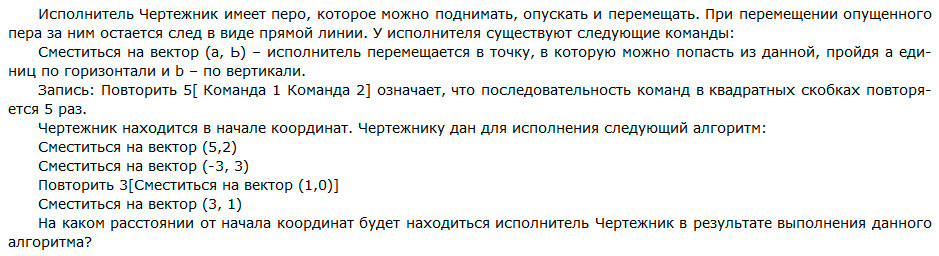 Исполнитель Чертежник имеет перо, которое можно поднимать, опускать и перемещать. При перемещении опущенного
пера за ним остается след в виде прямой линии. У исполнителя существуют следующие команды:
Сместиться на вектор (а, Ь) – исполнитель перемещается в точку, в которую можно попасть из данной, пройдя а еди-
ниц по горизонтали и b – по вертикали.
Запись: Повторить 5[ Команда 1 Команда 2] означает, что последовательность команд в квадратных скобках повторя-
ется 5 раз.
Чертежник находится в начале координат. Чертежнику дан для исполнения следующий алгоритм:
Сместиться на вектор (5,2)
Сместиться на вектор (-3, 3)
Повторить 3[Сместиться на вектор (1,0)]
Сместиться на вектор (3, 1)
На каком расстоянии от начала координат будет находиться исполнитель Чертежник в результате выполнения данного
алгоритма?